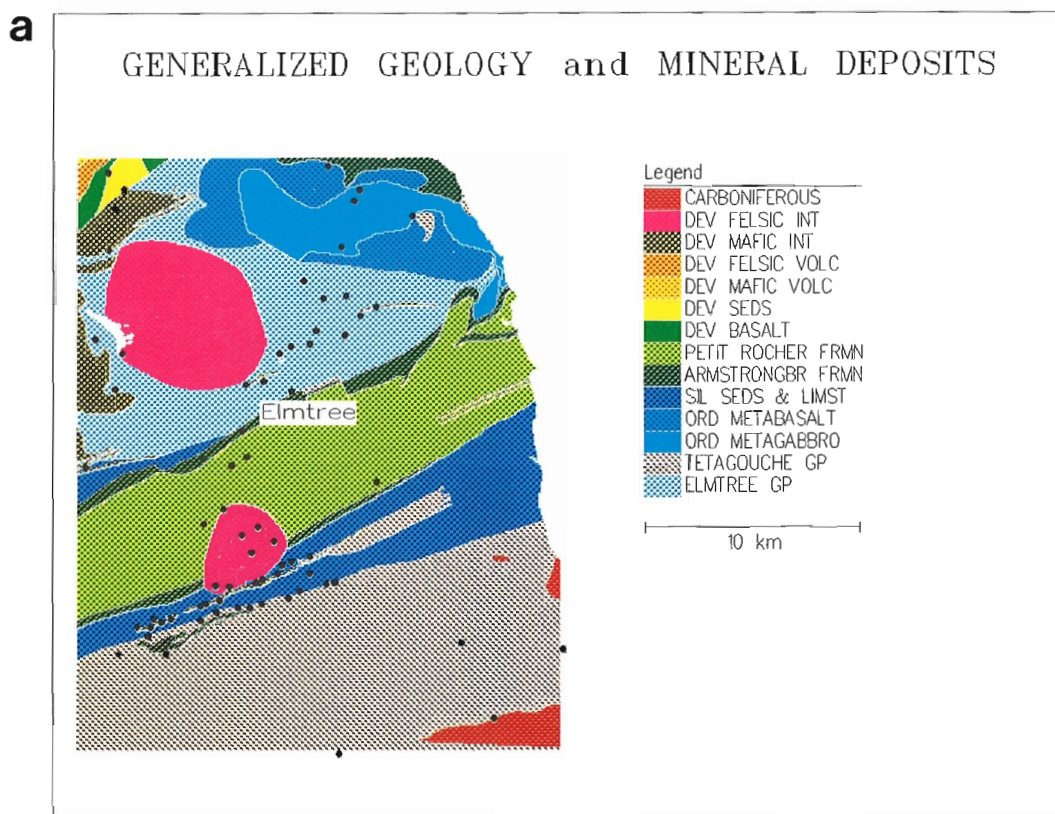 a
GENERALIZED GEOLOGY and MINERAL DEPOSITS
Legend
CARBONIFEROUS
DEV FELSIC INT
DEV MAFIC INT
DEV FELSIC VOLC
DEV MAFIC VOLC
DEV SEDS
DEV BASALT
PETIT ROCHER FRMN
ARMSTRONGBR FRMN
SIL SEDS & LIMST
ORD METABASALT
ORD METAGABBRO
TETAGOUCHE GP
ELMTREE GP
10 km
Elmtree